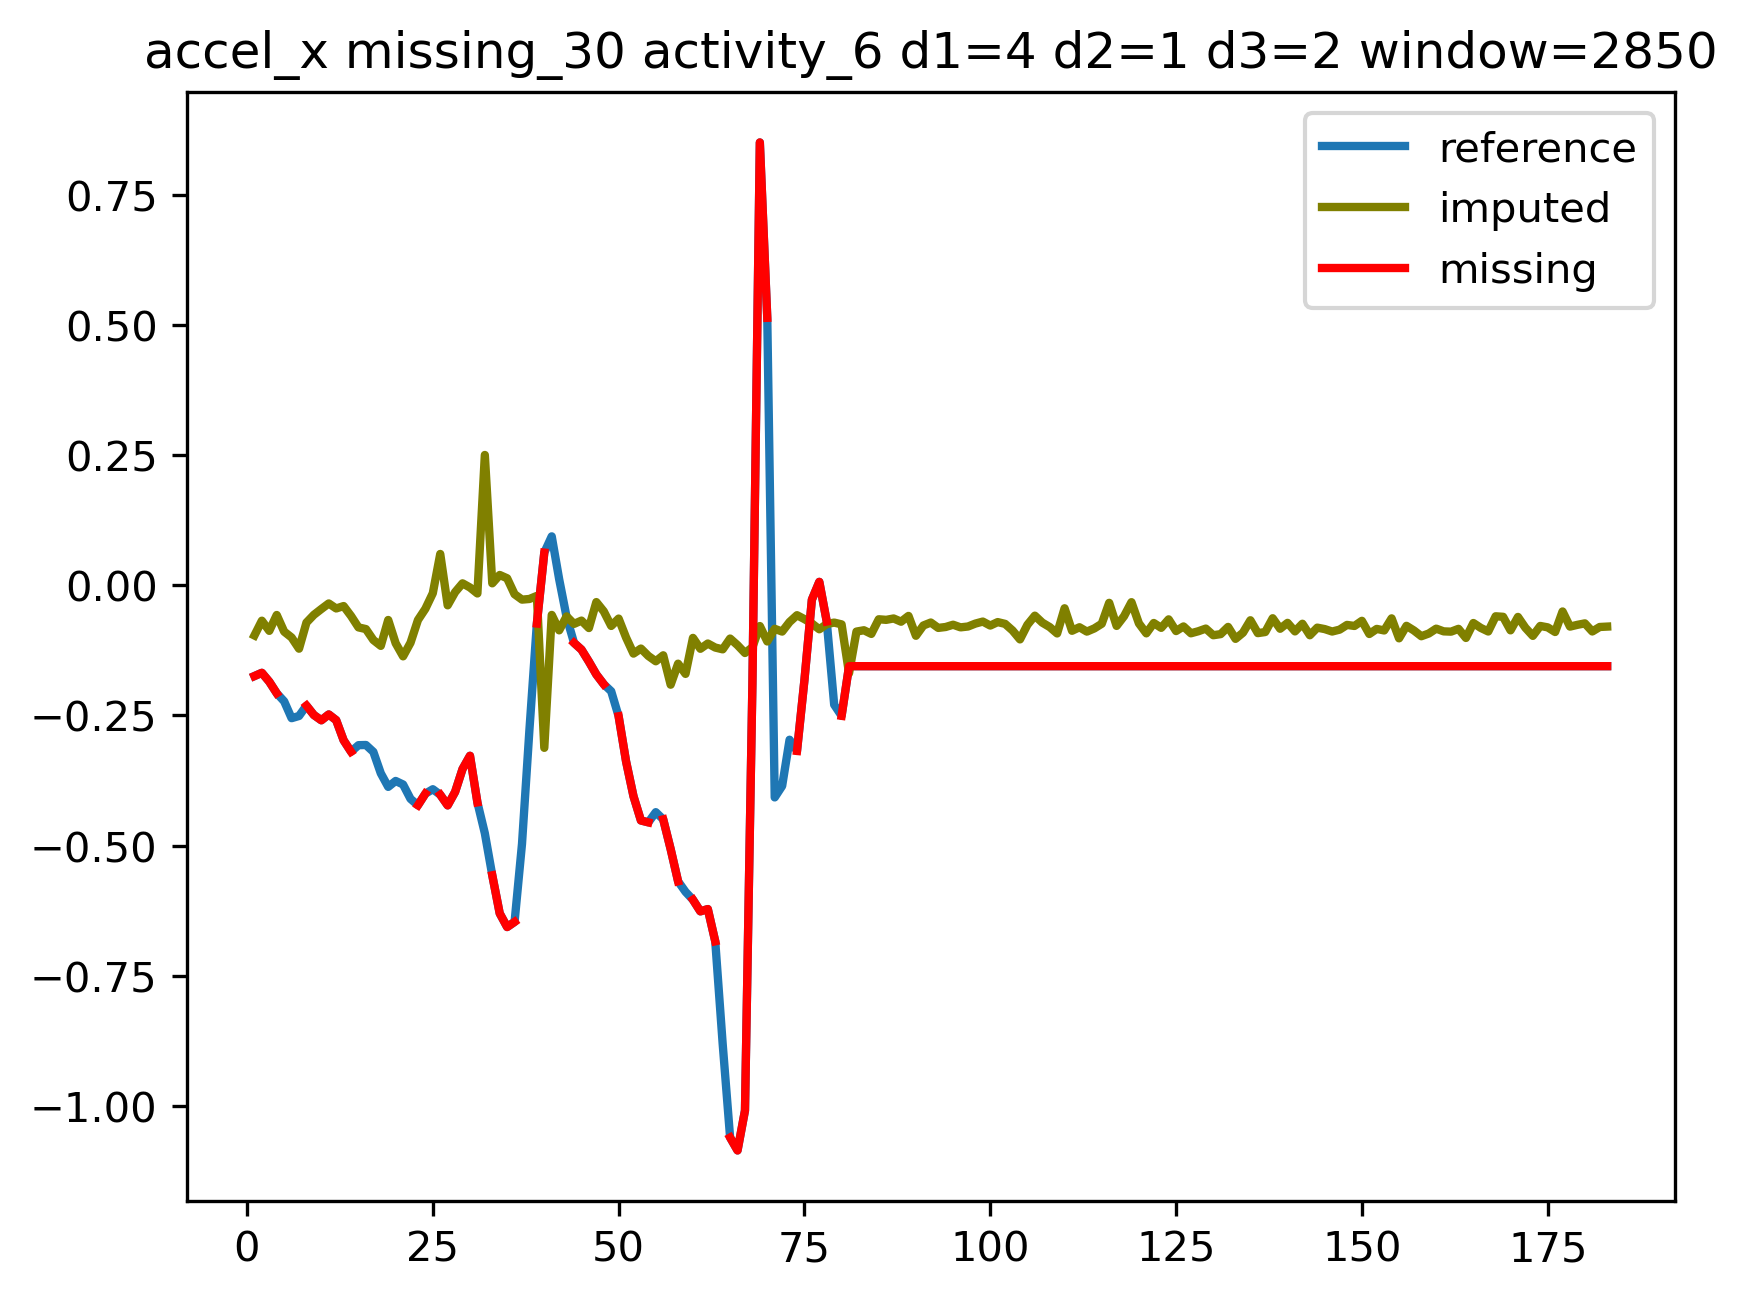 accel_x missing_30 activity_6 d1=4 d2=1 d3=2 window=2850
reference
imputed
missing
0.75
0.50
0.25
0.00
−0.25
−0.50
−0.75
−1.00
0 25 50 75 100 125 150 175